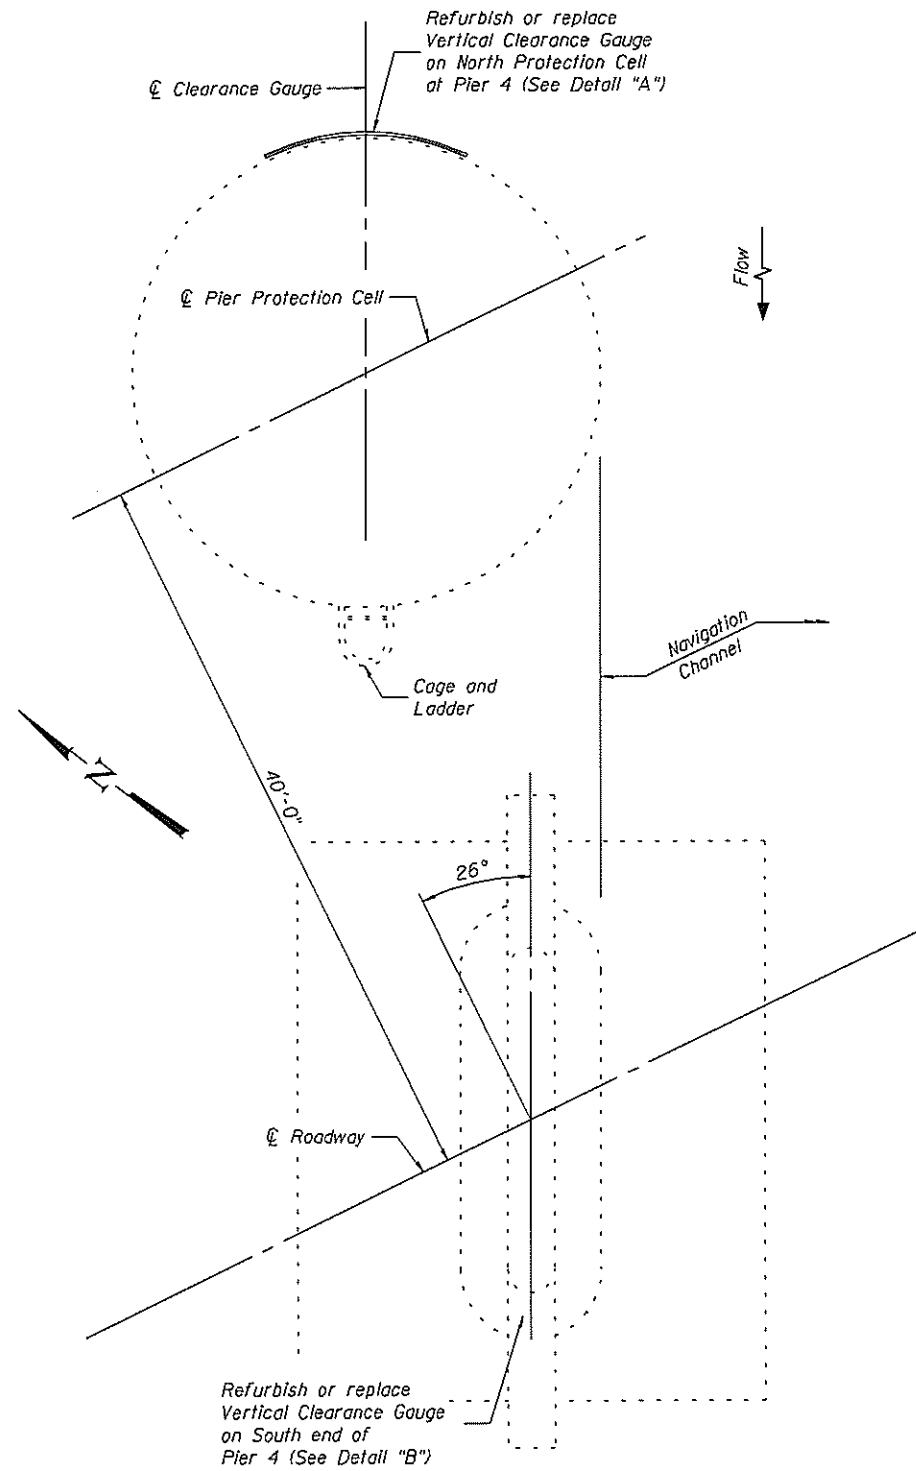 Refurbish or replace
Vertical Clearance Gauge
on North Protection Cell
at Pier 4 (See Detail "A")
℄ Clearance Gauge
Flow
℄ Pier Protection Cell
Navigation
Channel
Cage and
Ladder
N
40'-0"
26°
℄ Roadway
Refurbish or replace
Vertical Clearance Gauge
on South end of
Pier 4 (See Detail "B")